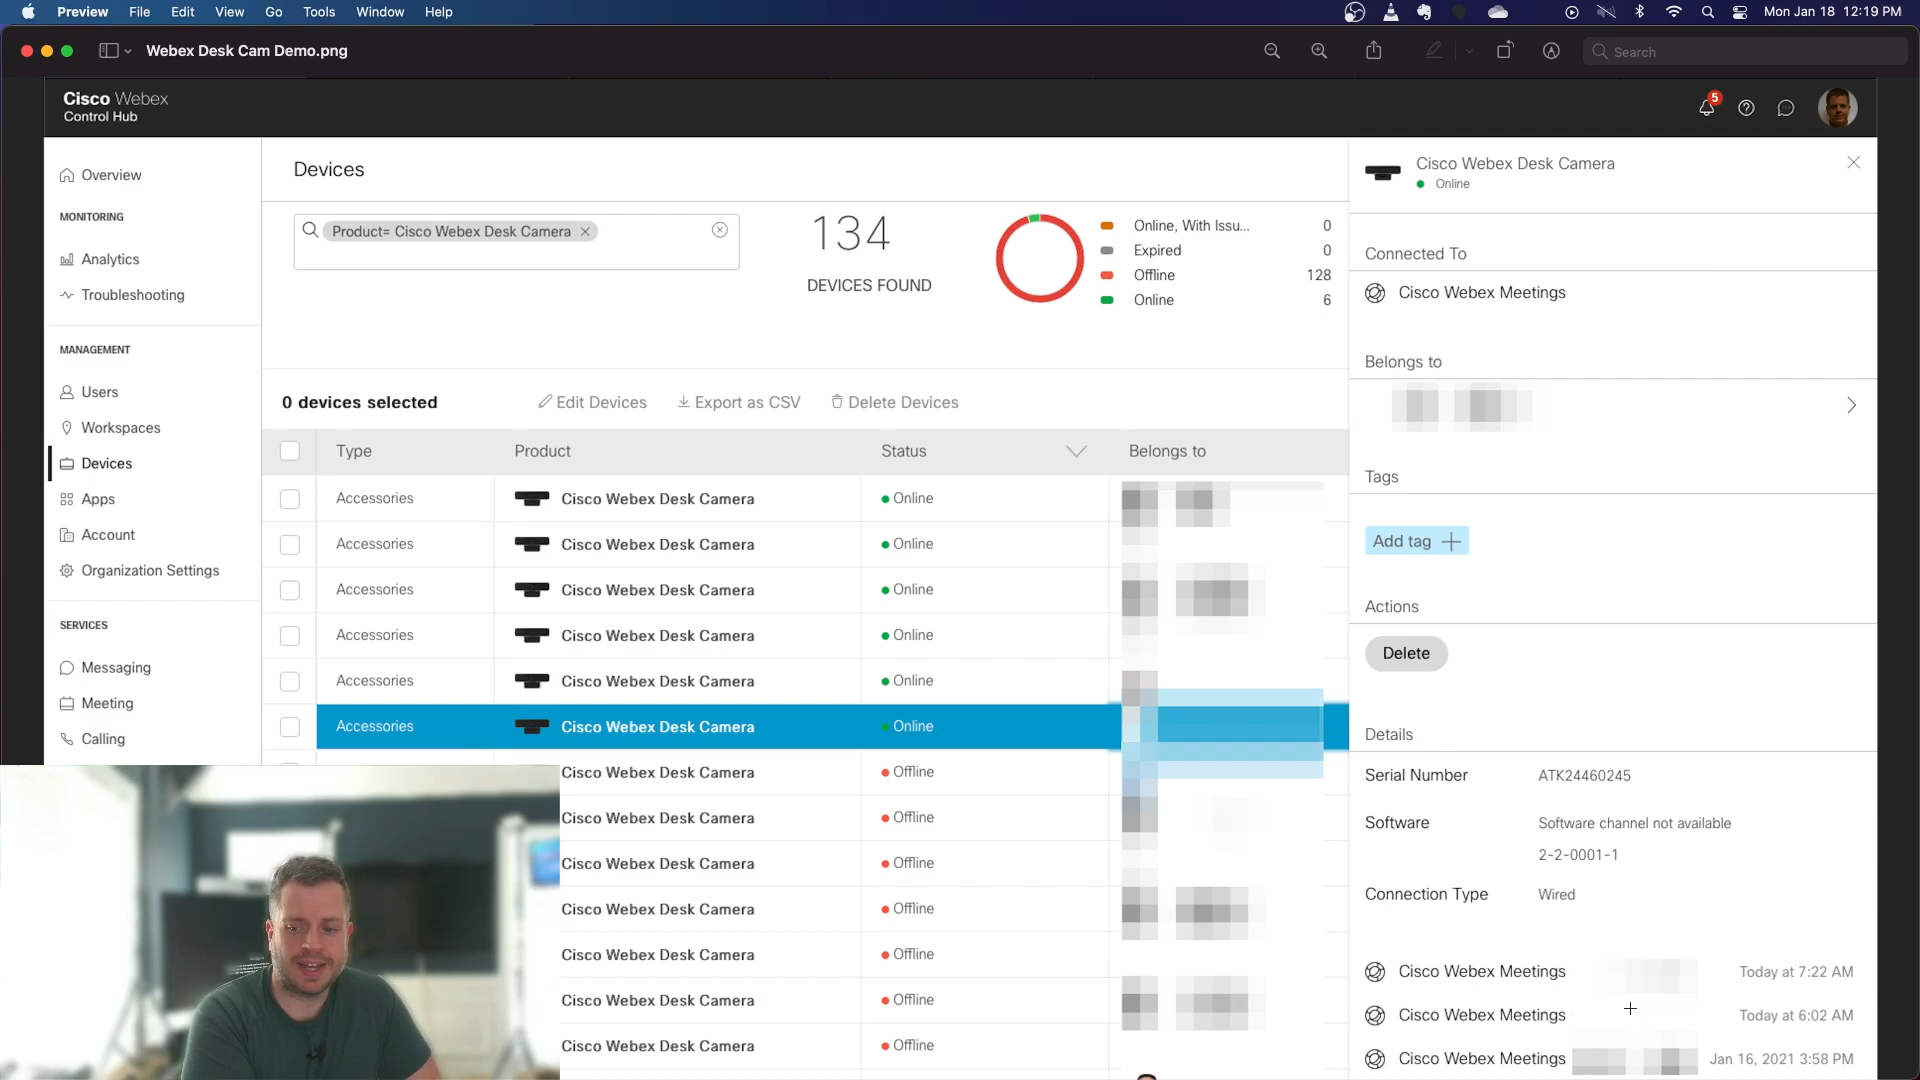 Preview File Edit View Go Tools Window Help
Mon Jan 18 12:19 PM
Webex Desk Cam Demo.png
Search
Cisco Webex
Control Hub
5
Overview
MONITORING
Analytics
Troubleshooting
MANAGEMENT
Users
Workspaces
Devices
Apps
Account
Organization Settings
SERVICES
Messaging
Meeting
Calling
Devices
Product= Cisco Webex Desk Camera
134
DEVICES FOUND
Online, With Issu... 0
Expired 0
Offline 128
Online 6
0 devices selected
Edit Devices Export as CSV Delete Devices
Type Product Status Belongs to
Accessories Cisco Webex Desk Camera Online
Accessories Cisco Webex Desk Camera Online
Accessories Cisco Webex Desk Camera Online
Accessories Cisco Webex Desk Camera Online
Accessories Cisco Webex Desk Camera Online
Accessories Cisco Webex Desk Camera Online
Cisco Webex Desk Camera Offline
Cisco Webex Desk Camera Offline
Cisco Webex Desk Camera Offline
Cisco Webex Desk Camera Offline
Cisco Webex Desk Camera Offline
Cisco Webex Desk Camera Offline
Cisco Webex Desk Camera Offline
Cisco Webex Desk Camera
Online
Connected To
Cisco Webex Meetings
Belongs to
Tags
Add tag
Actions
Delete
Details
Serial Number ATK24460245
Software Software channel not available
2-2-0001-1
Connection Type Wired
Cisco Webex Meetings Today at 7:22 AM
Cisco Webex Meetings Today at 6:02 AM
Cisco Webex Meetings Jan 16, 2021 3:58 PM